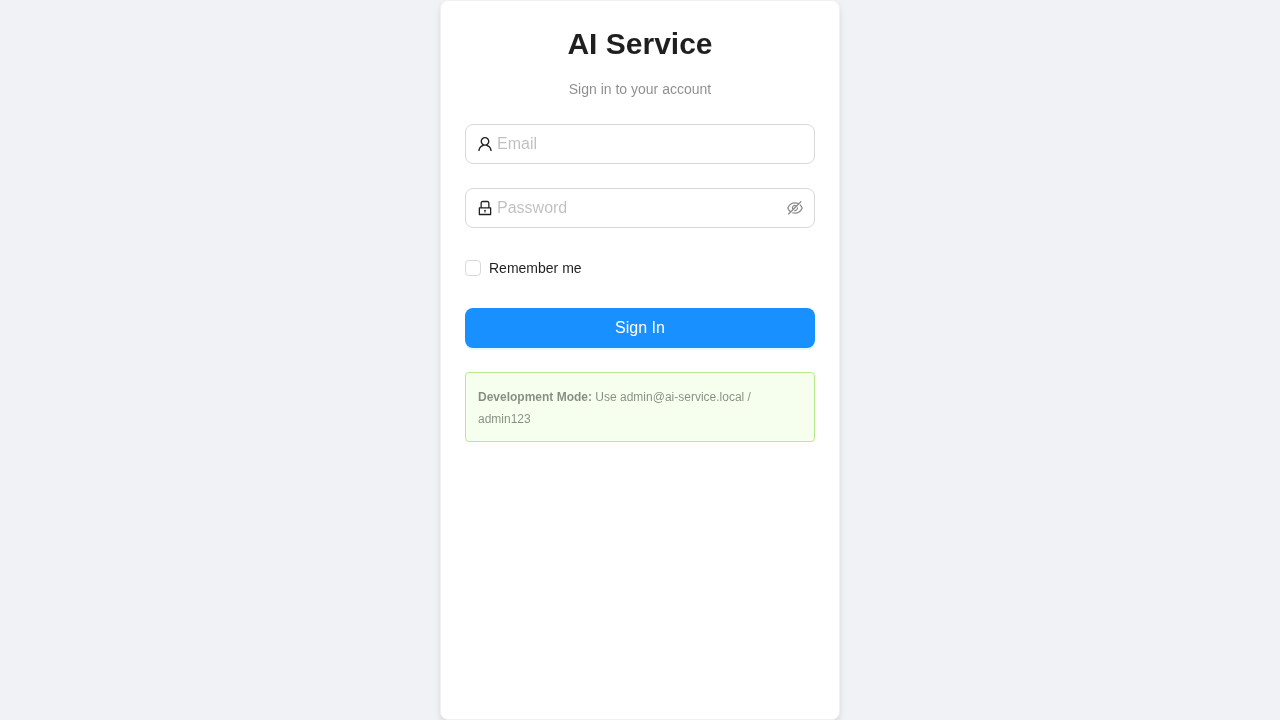 AI Service
Sign in to your account
Email
Password
Remember me
Sign In
Development Mode: Use admin@ai-service.local /
admin123